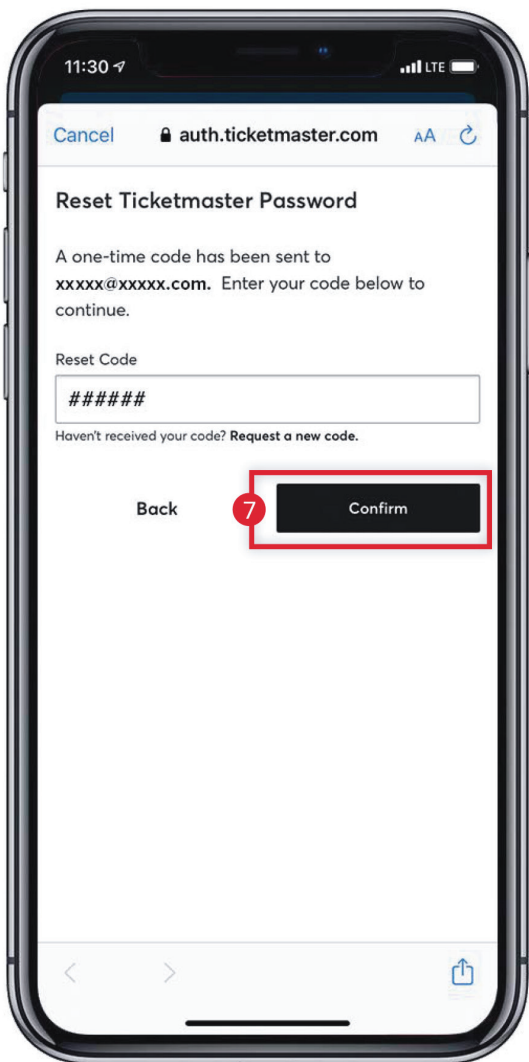 11:30 LTE
Cancel auth.ticketmaster.com AA
Reset Ticketmaster Password
A one-time code has been sent to
xxxxx@xxxxx.com. Enter your code below to
continue.
Reset Code
######
Haven't received your code? Request a new code.
Back 7 Confirm